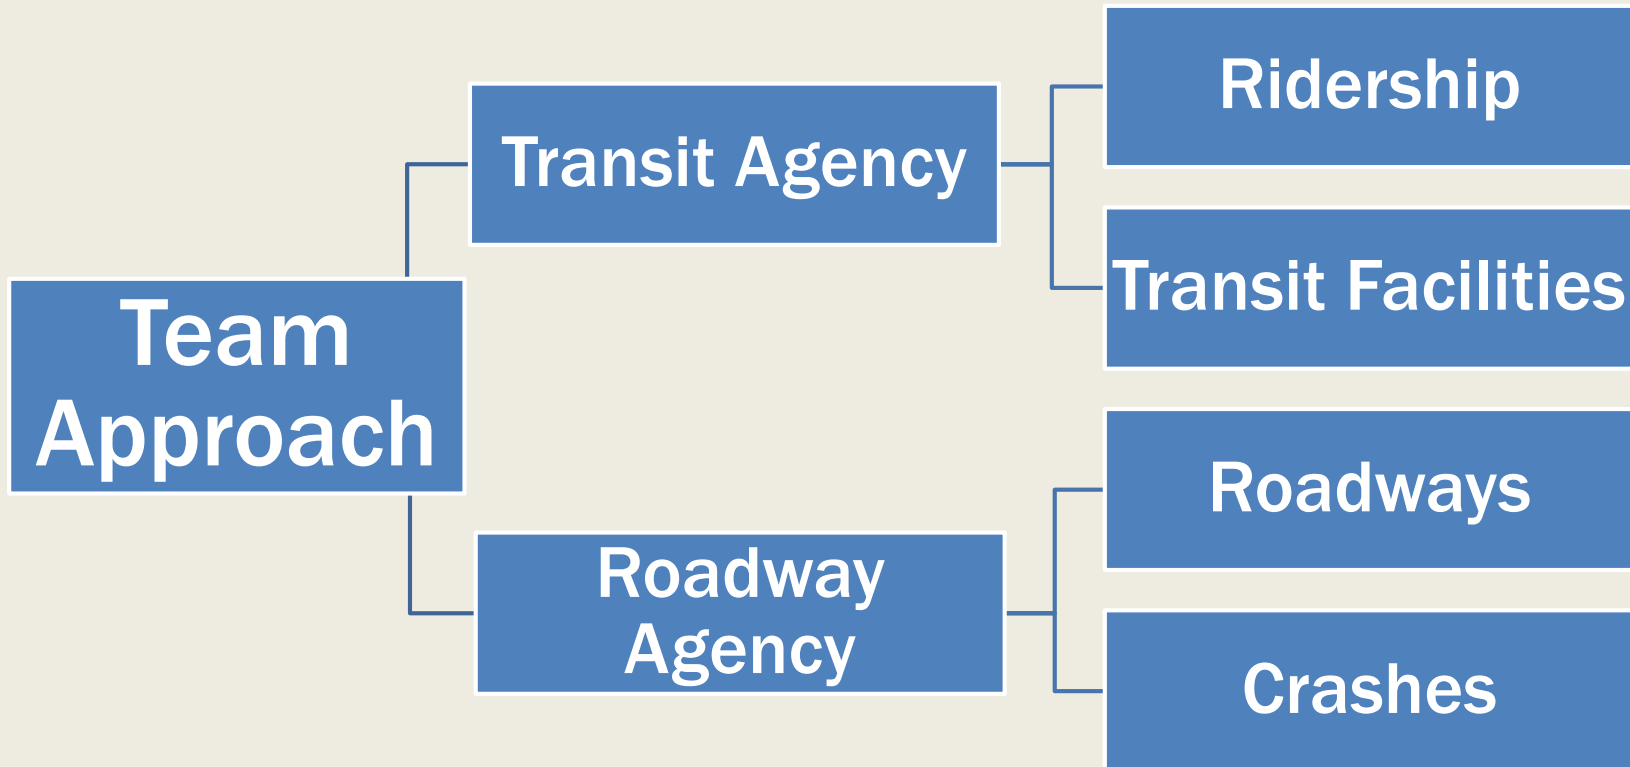 Team
Approach
Transit Agency
Ridership
Transit Facilities
Roadway
Agency
Roadways
Crashes